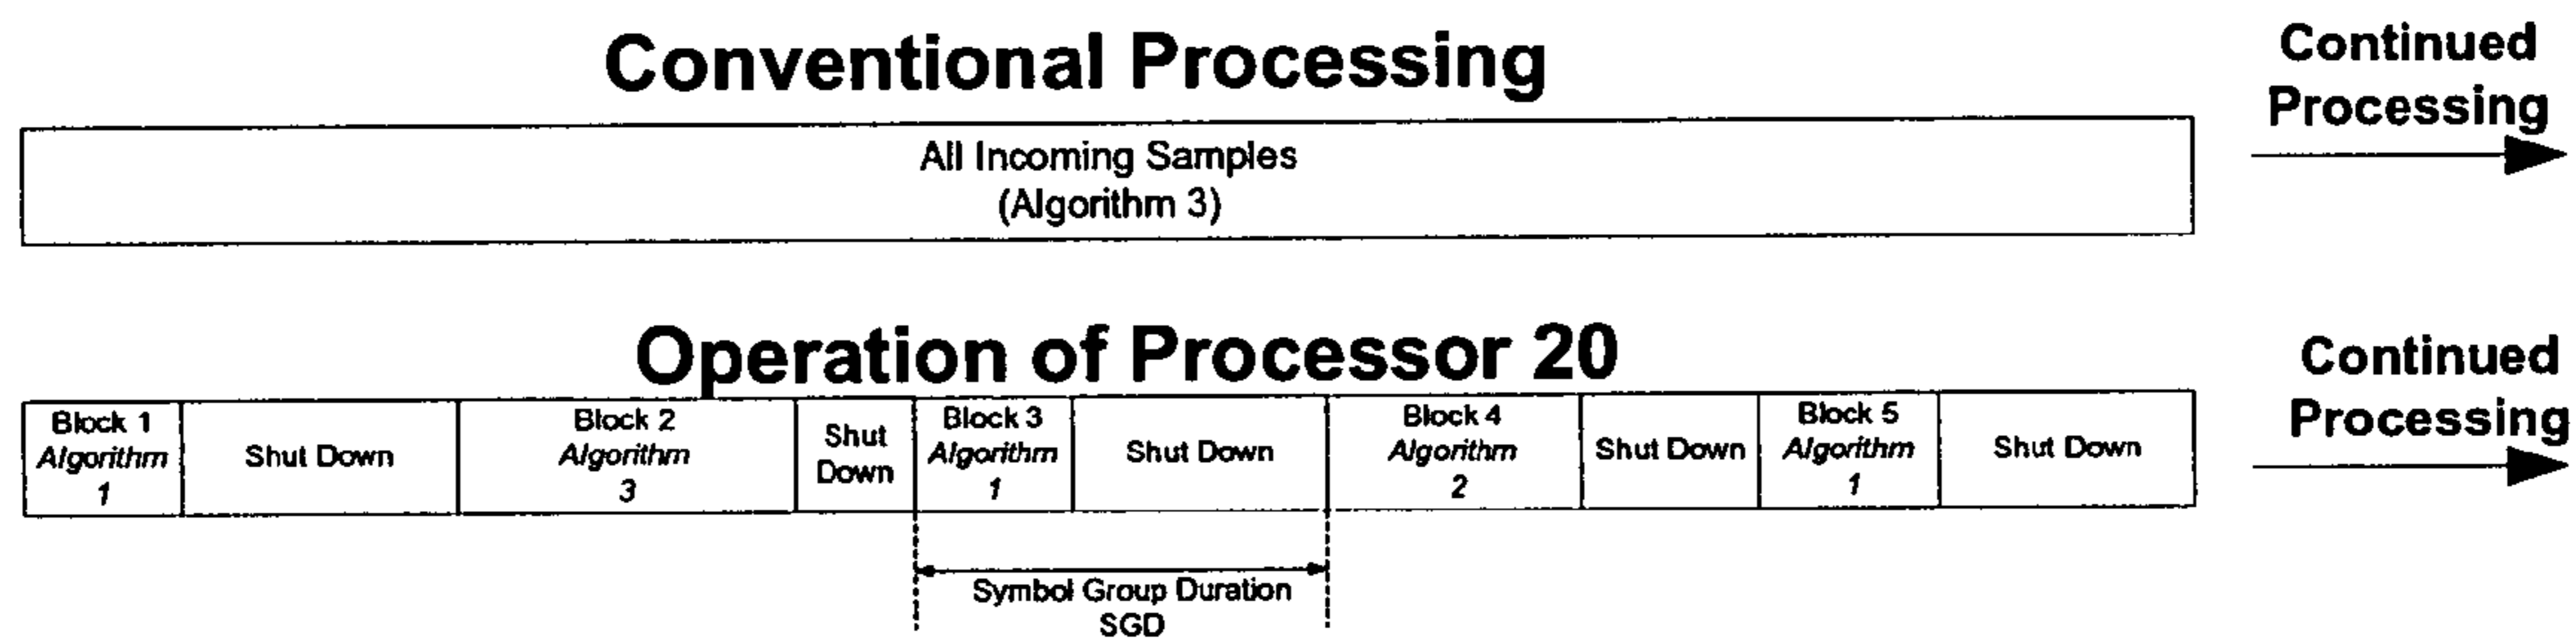 Conventional Processing
Continued
Processing
All Incoming Samples
(Algorithm 3)
Operation of Processor 20
Continued
Processing
Block 1
Algorithm
1
Shut Down
Block 2
Algorithm
3
Shut
Down
Block 3
Algorithm
1
Shut Down
Block 4
Algorithm
2
Shut Down
Block 5
Algorithm
1
Shut Down
Symbol Group Duration
SGD